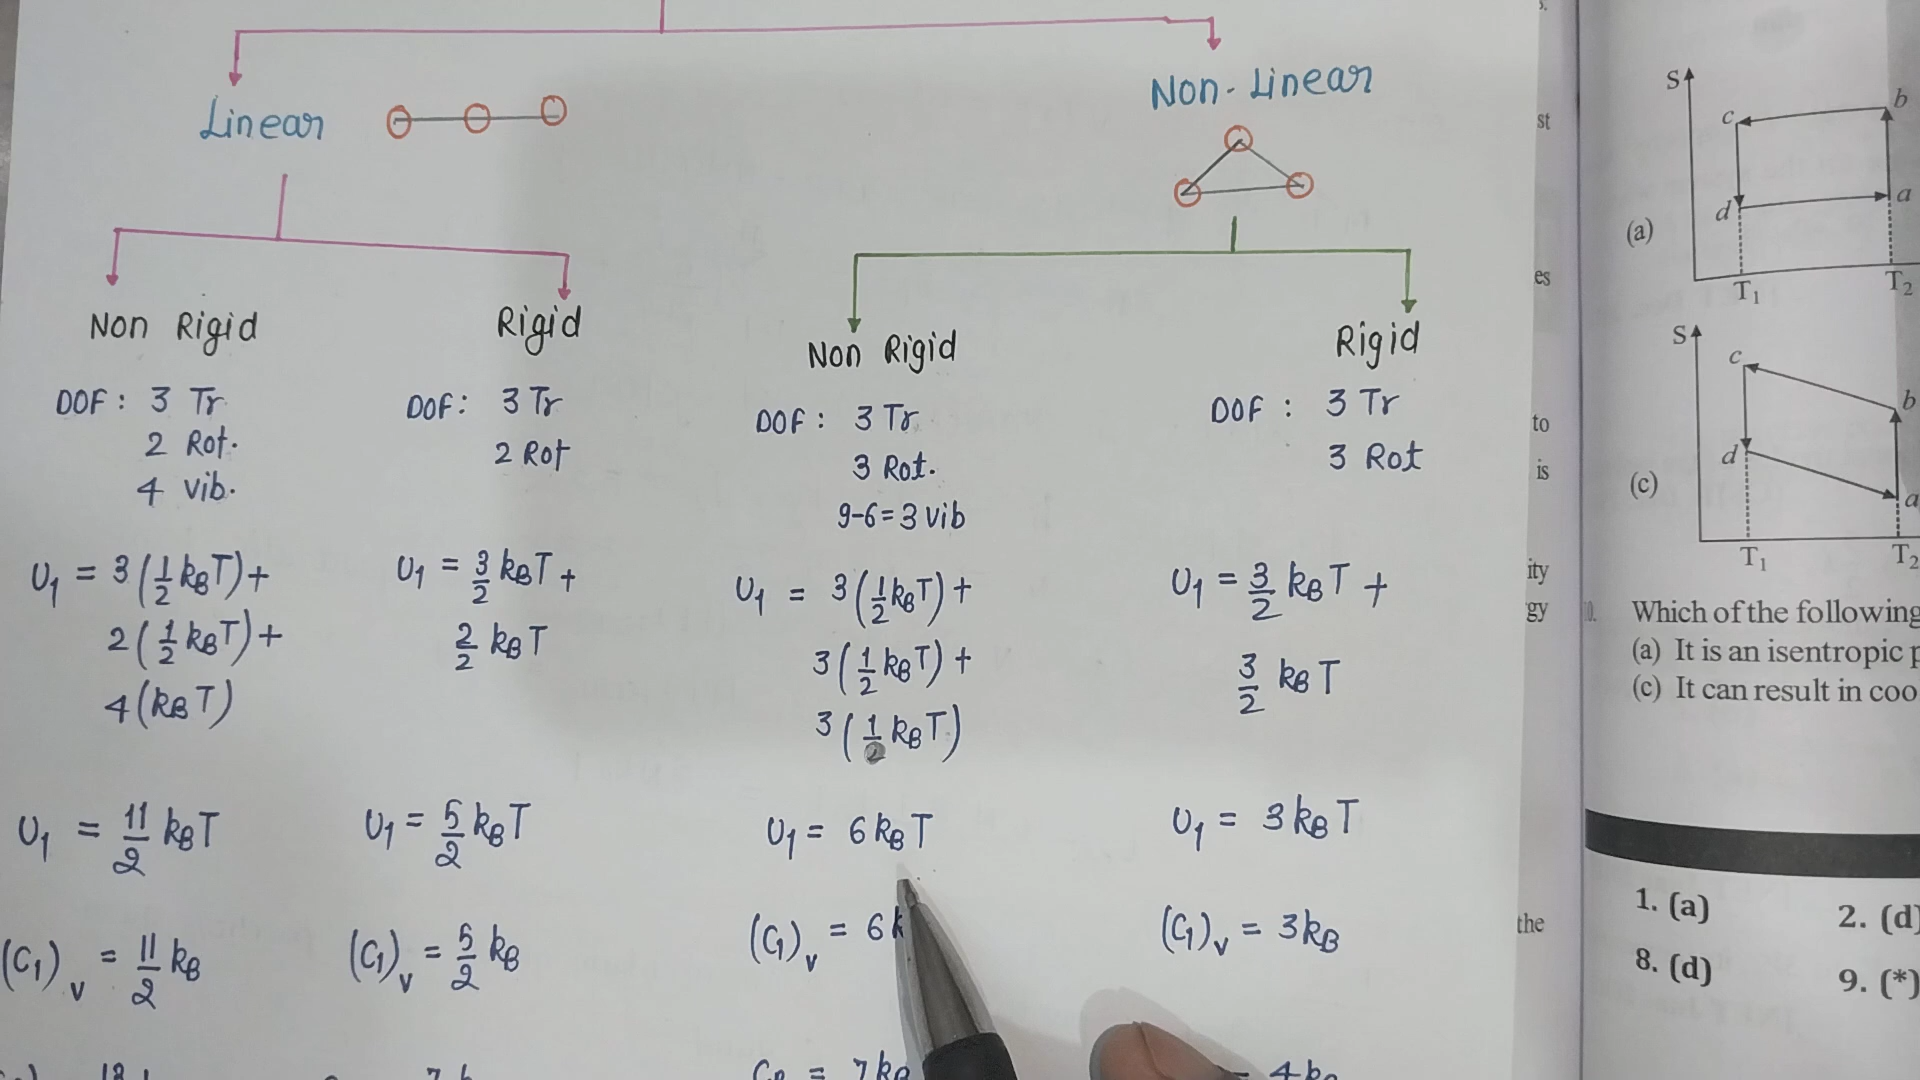 Linear
Non-Linear
Non Rigid
DOF : 3 Tr
2 Rot.
4 vib.
U₁ = 3(1/2 kBT) +
2(1/2 kBT) +
4(kBT)
U₁ = 11/2 kBT
(C₁)v = 11/2 kB
Rigid
DOF : 3 Tr
2 Rot
U₁ = 3/2 kBT +
2/2 kBT
U₁ = 5/2 kBT
(C₁)v = 5/2 kB
Non Rigid
DOF : 3 Tr
3 Rot.
9-6=3 vib
U₁ = 3(1/2 kBT) +
3(1/2 kBT) +
3(1/2 kBT)
U₁ = 6kBT
(C₁)v = 6k
= 7kB
Rigid
DOF : 3 Tr
3 Rot
U₁ = 3/2 kBT +
3/2 kBT
U₁ = 3kBT
(C₁)v = 3kB
= 4kB
st
es
to
is
ity
gy
the
S
c b
d a
(a)
T₁ T₂
S
c
b
d
(c) a
T₁ T₂
Which of the following
(a) It is an isentropic
(c) It can result in coo
1. (a) 2. (d)
8. (d) 9. (*)